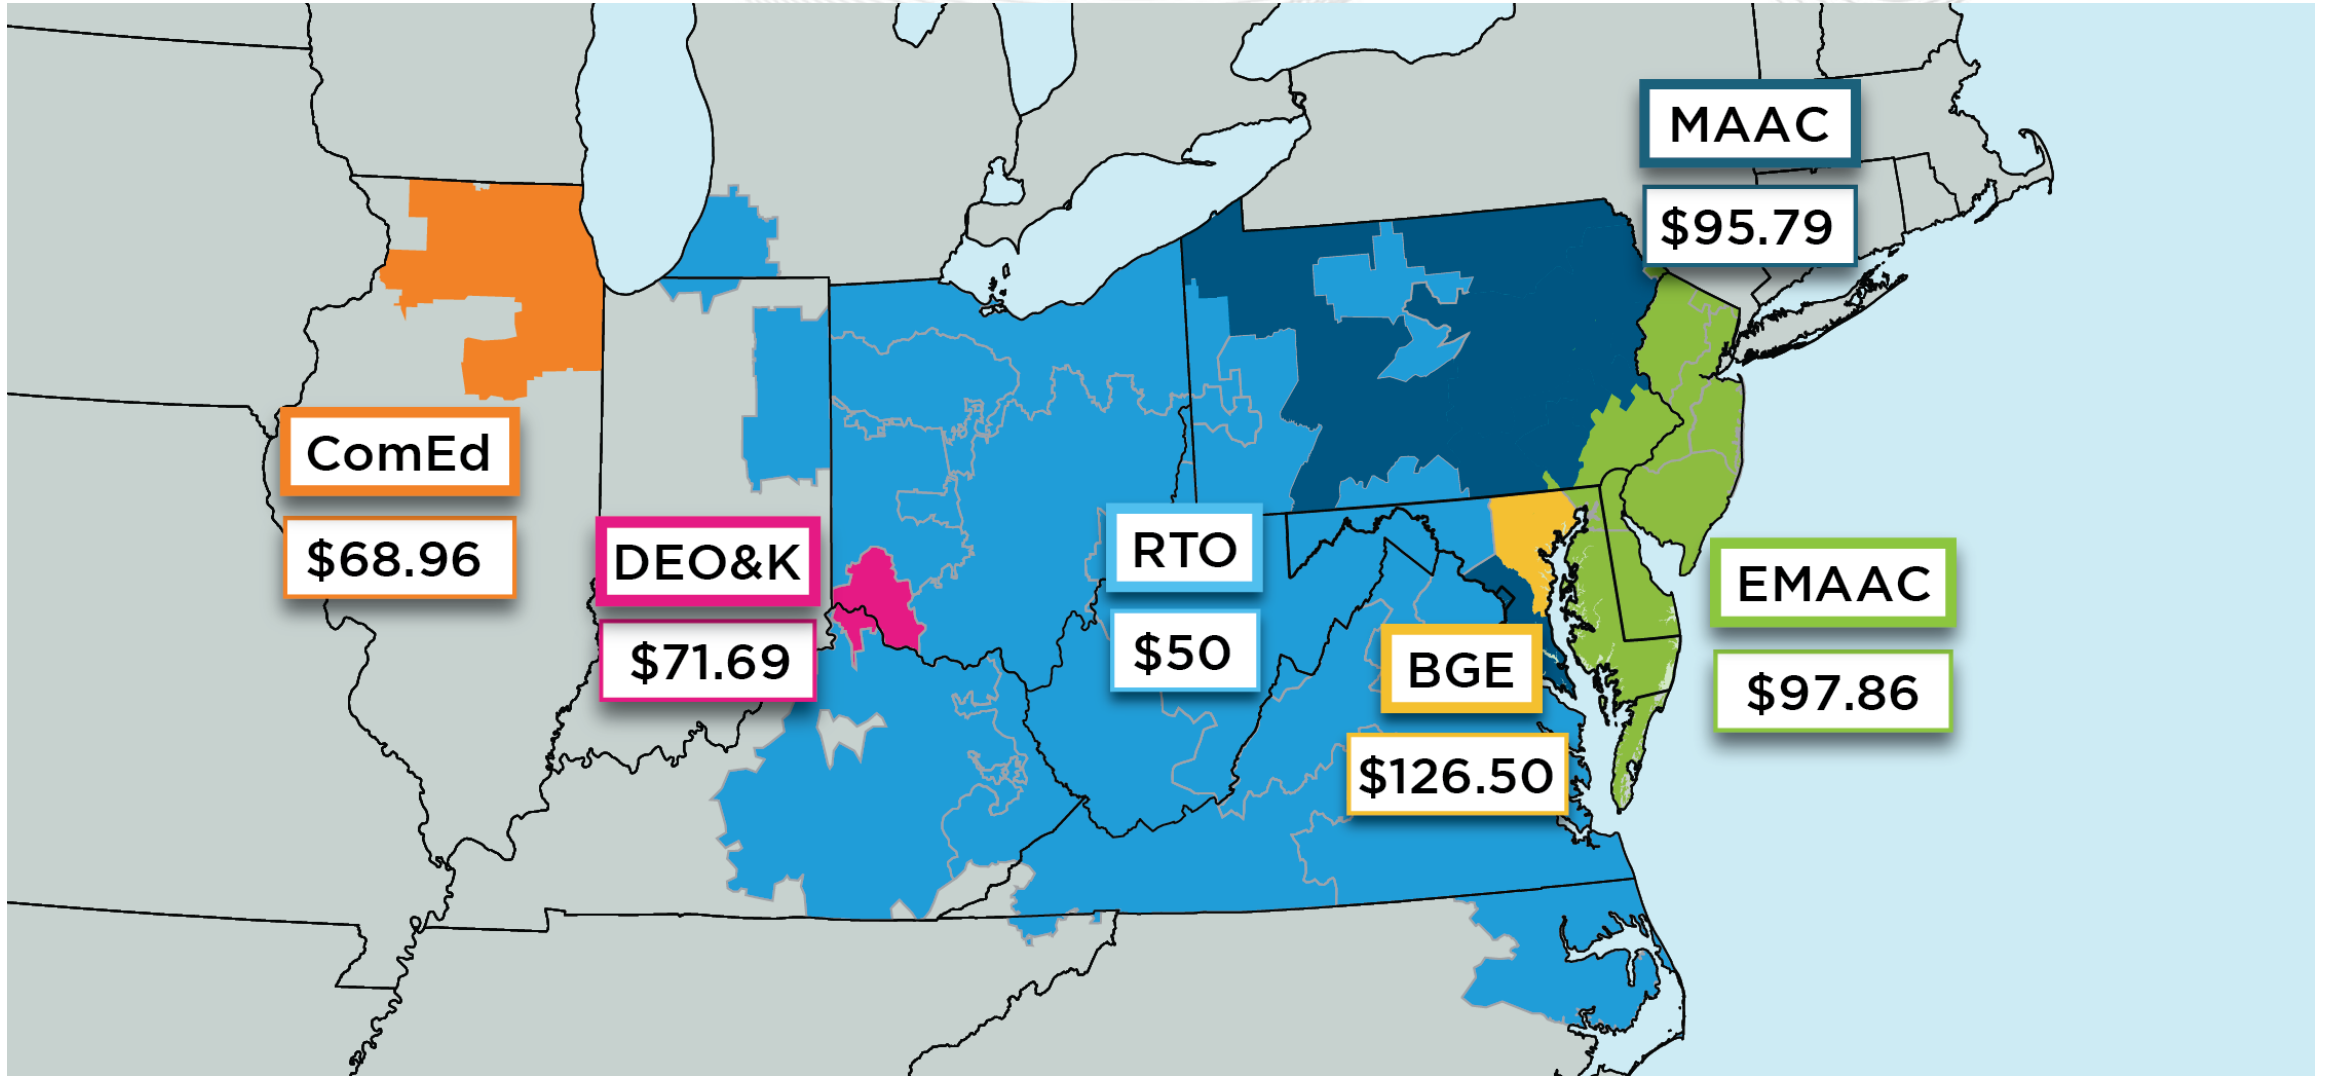 MAAC
$95.79
ComEd
$68.96
DEO&K
$71.69
RTO
$50
BGE
$126.50
EMAAC
$97.86